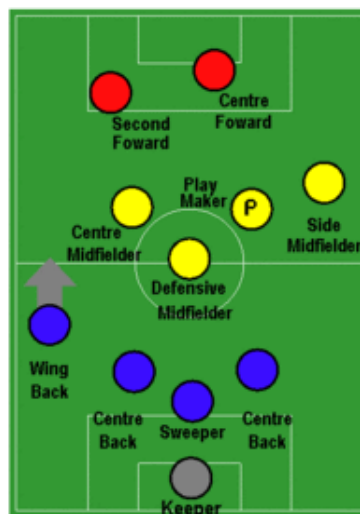 Centre
Foward
Second
Foward
Play
Maker
P
Side
Midfielder
Centre
Midfielder
Defensive
Midfielder
Wing
Back
Centre
Back
Sweeper
Centre
Back
Keeper